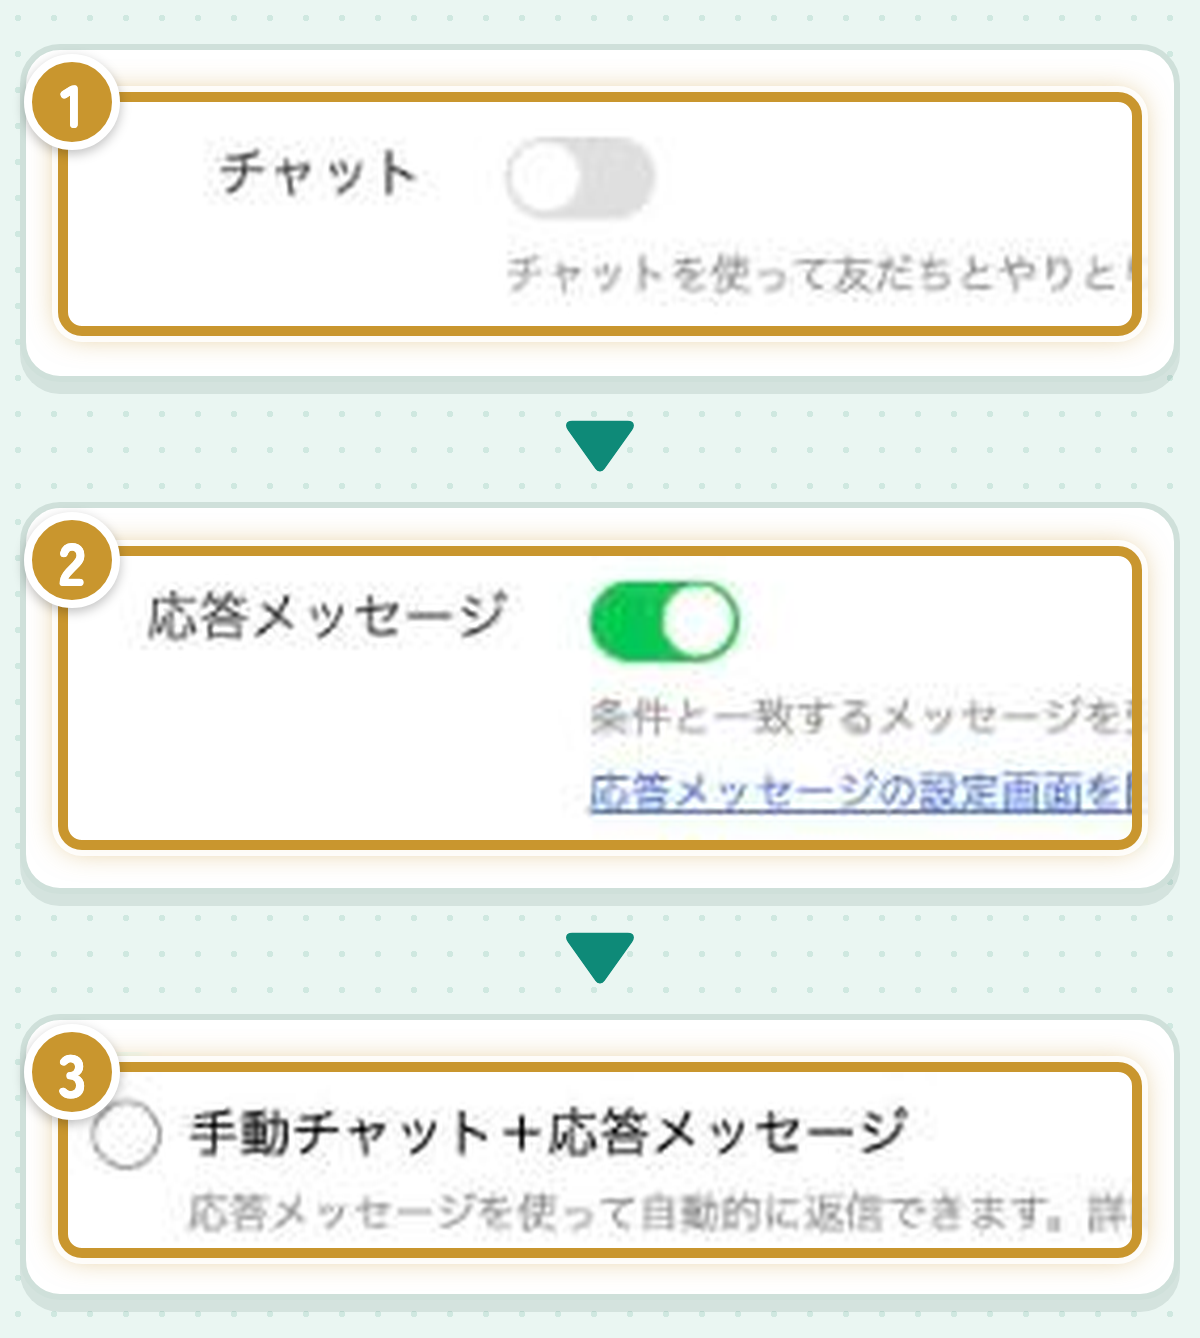 1
チャット
チャットを使って友だちとやりと
2
応答メッセージ
条件と一致するメッセージを
応答メッセージの設定画面を
3
手動チャット＋応答メッセージ
応答メッセージを使って自動的に返信できます。詳